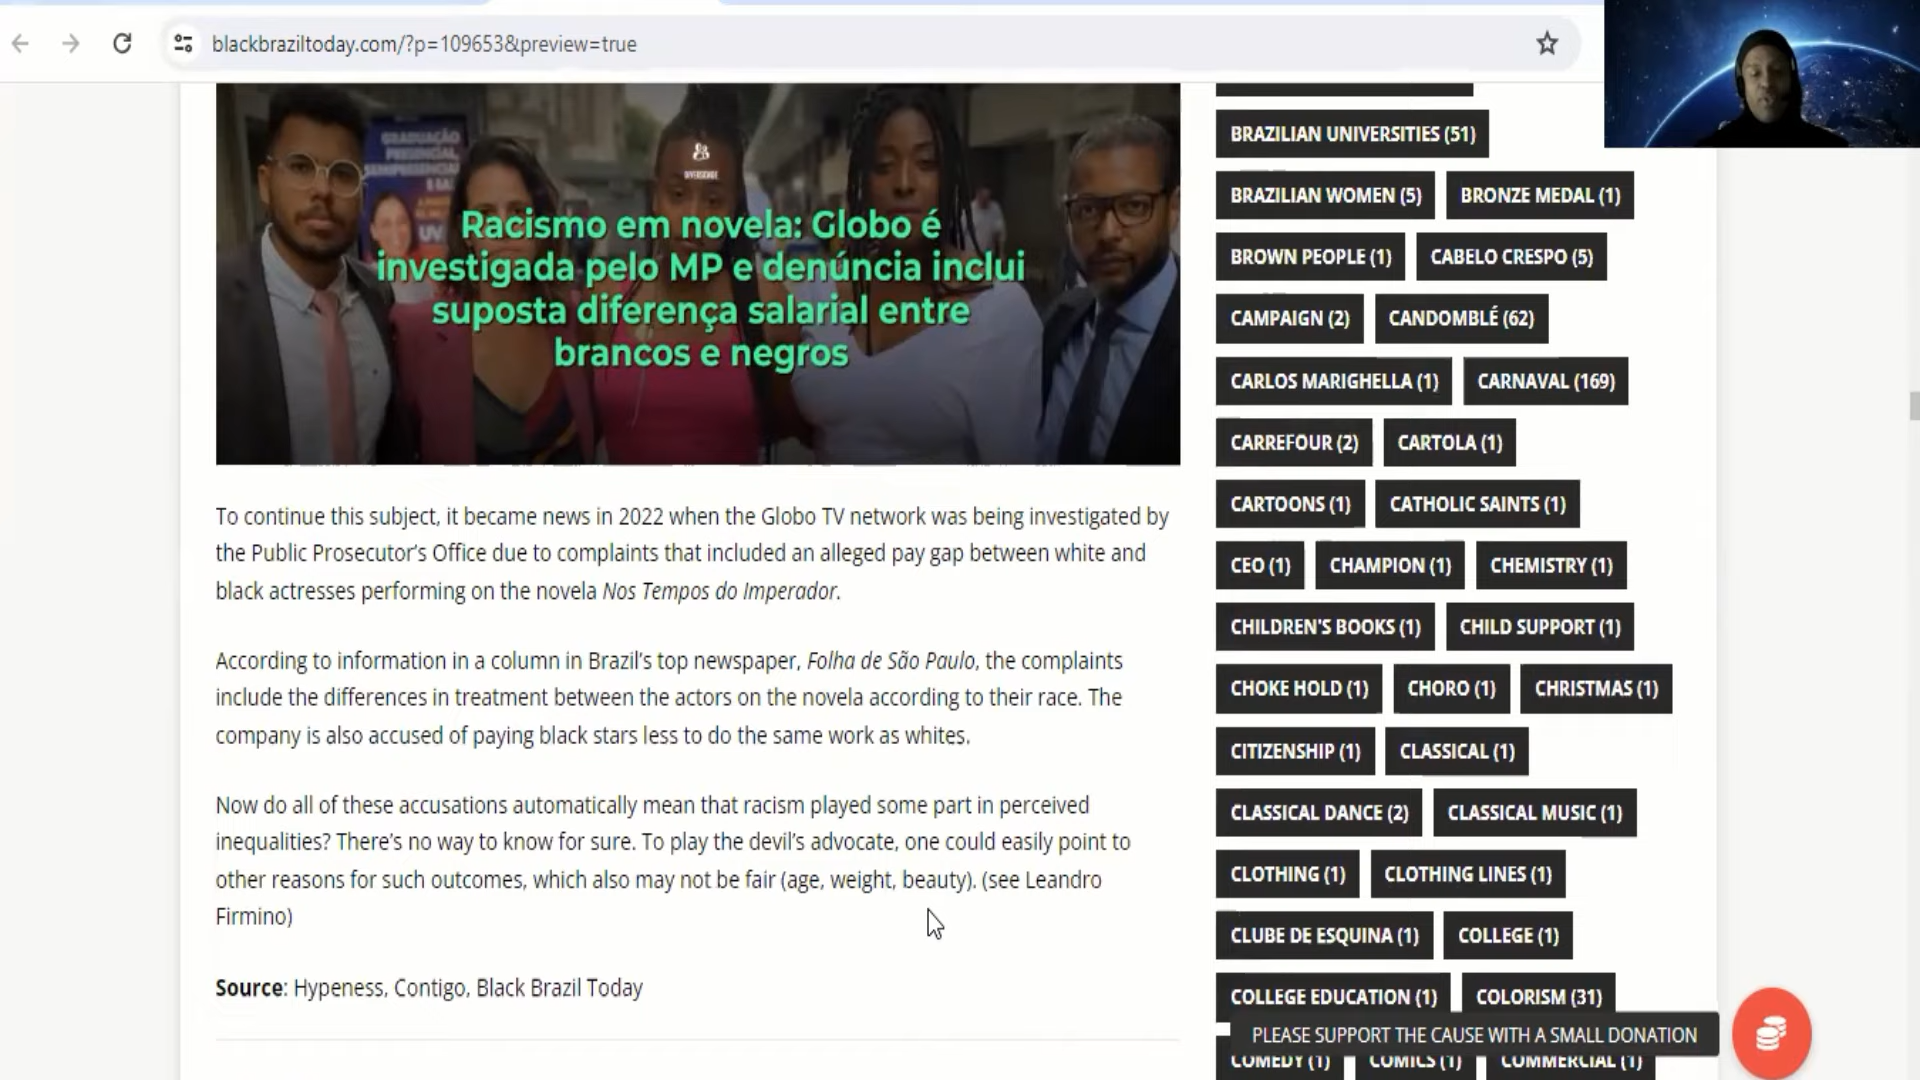 blackbraziltoday.com/?p=109653&preview=true
DIVERSIDADE
Racismo em novela: Globo é
investigada pelo MP e denúncia inclui
suposta diferença salarial entre
brancos e negros
To continue this subject, it became news in 2022 when the Globo TV network was being investigated by
the Public Prosecutor's Office due to complaints that included an alleged pay gap between white and
black actresses performing on the novela Nos Tempos do Imperador.
According to information in a column in Brazil's top newspaper, Folha de São Paulo, the complaints
include the differences in treatment between the actors on the novela according to their race. The
company is also accused of paying black stars less to do the same work as whites.
Now do all of these accusations automatically mean that racism played some part in perceived
inequalities? There's no way to know for sure. To play the devil's advocate, one could easily point to
other reasons for such outcomes, which also may not be fair (age, weight, beauty). (see Leandro
Firmino)
Source: Hypeness, Contigo, Black Brazil Today
BRAZILIAN UNIVERSITIES (51)
BRAZILIAN WOMEN (5) BRONZE MEDAL (1)
BROWN PEOPLE (1) CABELO CRESPO (5)
CAMPAIGN (2) CANDOMBLÉ (62)
CARLOS MARIGHELLA (1) CARNAVAL (169)
CARREFOUR (2) CARTOLA (1)
CARTOONS (1) CATHOLIC SAINTS (1)
CEO (1) CHAMPION (1) CHEMISTRY (1)
CHILDREN'S BOOKS (1) CHILD SUPPORT (1)
CHOKE HOLD (1) CHORO (1) CHRISTMAS (1)
CITIZENSHIP (1) CLASSICAL (1)
CLASSICAL DANCE (2) CLASSICAL MUSIC (1)
CLOTHING (1) CLOTHING LINES (1)
CLUBE DE ESQUINA (1) COLLEGE (1)
COLLEGE EDUCATION (1) COLORISM (31)
PLEASE SUPPORT THE CAUSE WITH A SMALL DONATION
COMEDY (1) COMICS (1) COMMERCIAL (1)